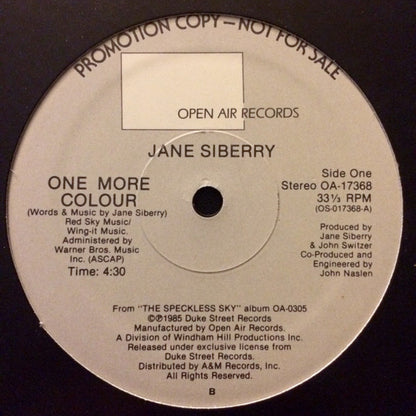 PROMOTION COPY — NOT FOR SALE
OPEN AIR RECORDS
JANE SIBERRY
ONE MORE
COLOUR
(Words & Music by Jane Siberry)
Red Sky Music/
Wing-it Music.
Administered by
Warner Bros. Music
Inc. (ASCAP)
Time: 4:30
Side One
Stereo OA-17368
33⅓ RPM
(OS-017368-A)
Produced by
Jane Siberry
& John Switzer
Co-Produced and
Engineered by
John Naslen
From "THE SPECKLESS SKY" album OA-0305
©℗1985 Duke Street Records
Manufactured by Open Air Records.
A Division of Windham Hill Productions Inc.
Released under exclusive license from
Duke Street Records.
Distributed by A&M Records, Inc.
All Rights Reserved.
B